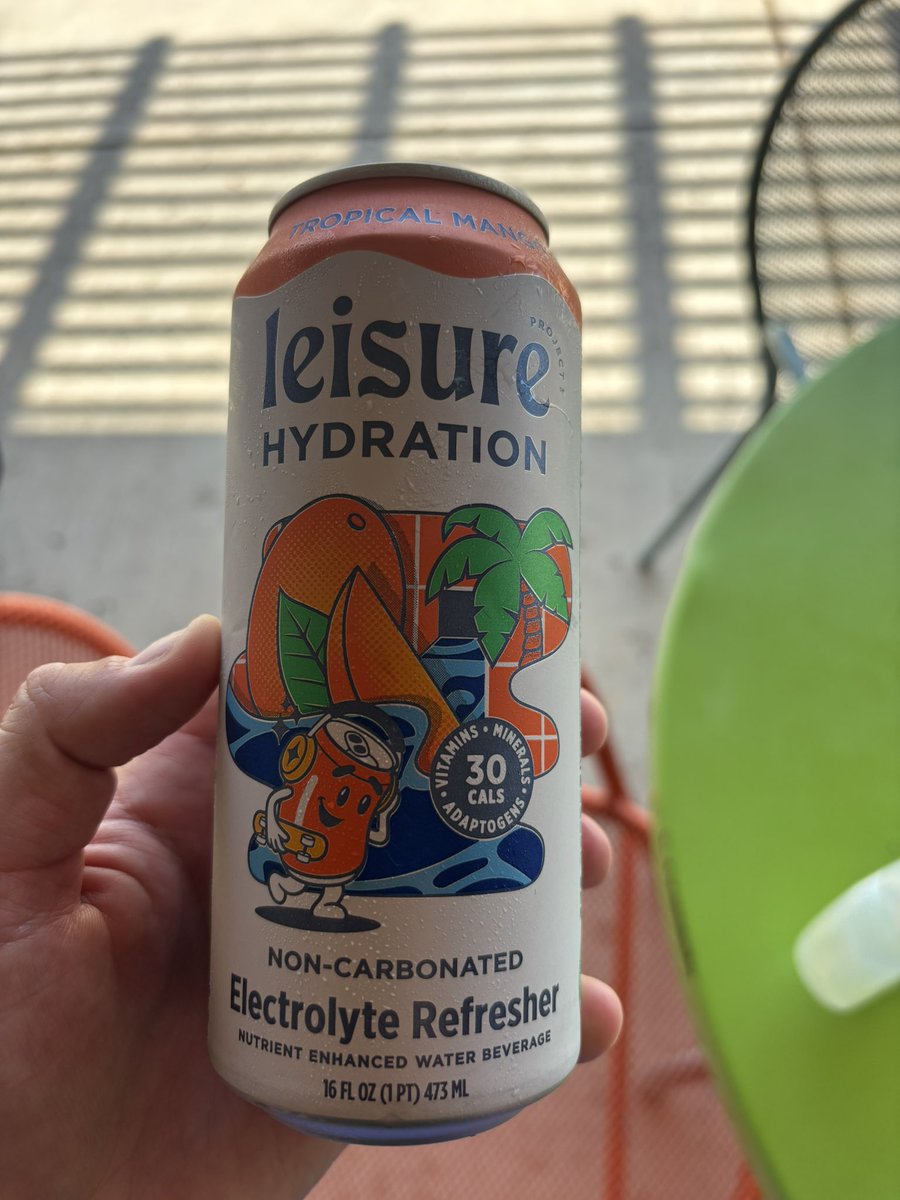 TROPICAL MANGO
leisure
PROJECT
HYDRATION
VITAMINS • MINERALS • ADAPTOGENS •
30
CALS
NON-CARBONATED
Electrolyte Refresher
NUTRIENT ENHANCED WATER BEVERAGE
16 FL OZ (1 PT) 473 ML